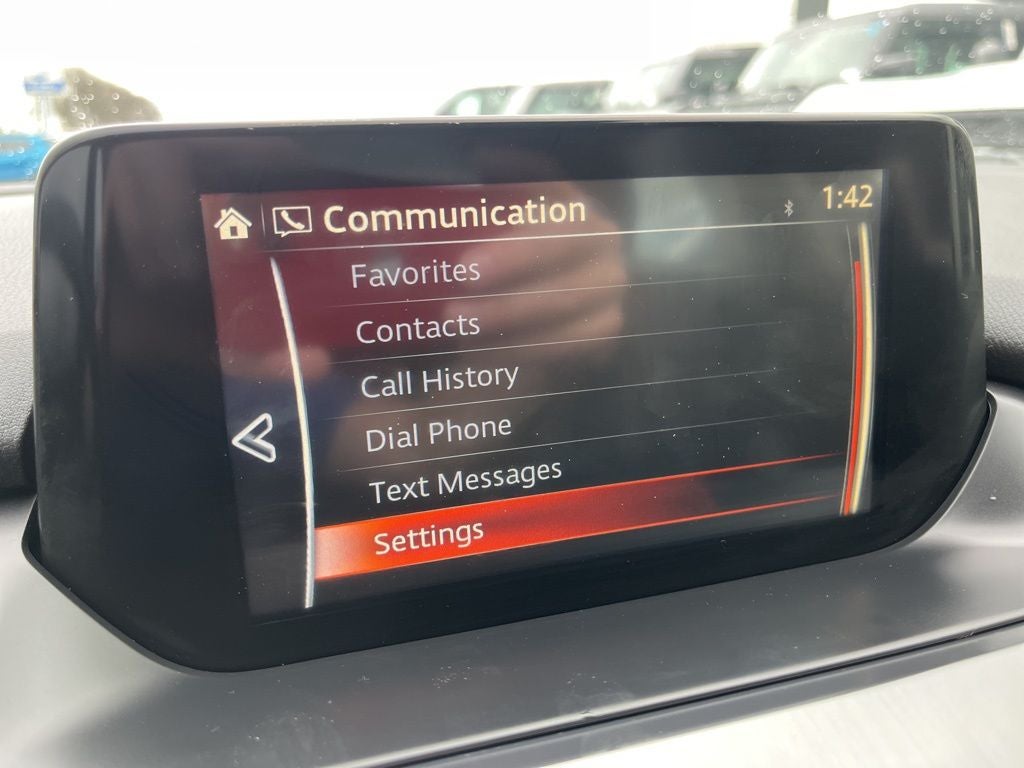 Communication
1:42
Favorites
Contacts
Call History
Dial Phone
Text Messages
Settings